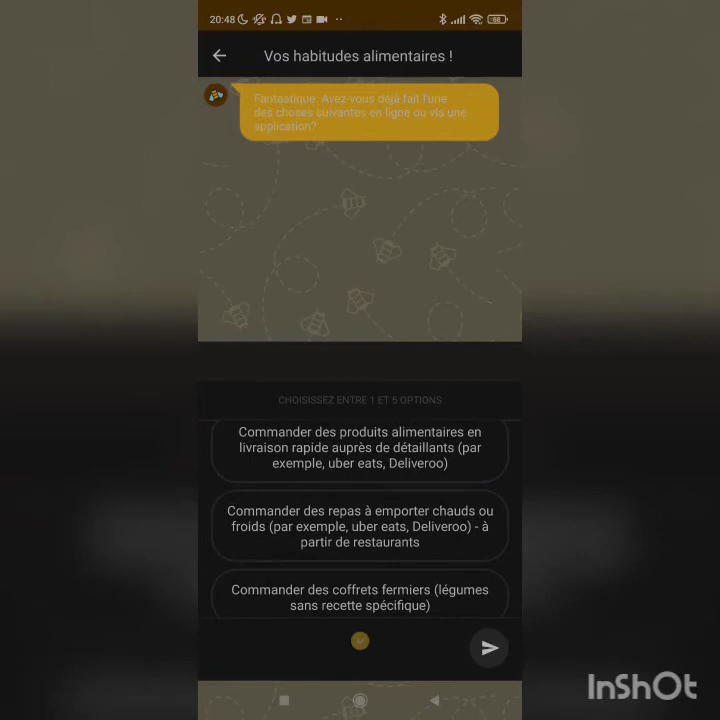 20:48
68
Vos habitudes alimentaires !
Fantastique. Avez-vous déjà fait l'une
des choses suivantes en ligne ou via une
application?
CHOISISSEZ ENTRE 1 ET 5 OPTIONS
Commander des produits alimentaires en
livraison rapide auprès de détaillants (par
exemple, uber eats, Deliveroo)
Commander des repas à emporter chauds ou
froids (par exemple, uber eats, Deliveroo) - à
partir de restaurants
Commander des coffrets fermiers (légumes
sans recette spécifique)
InShOt